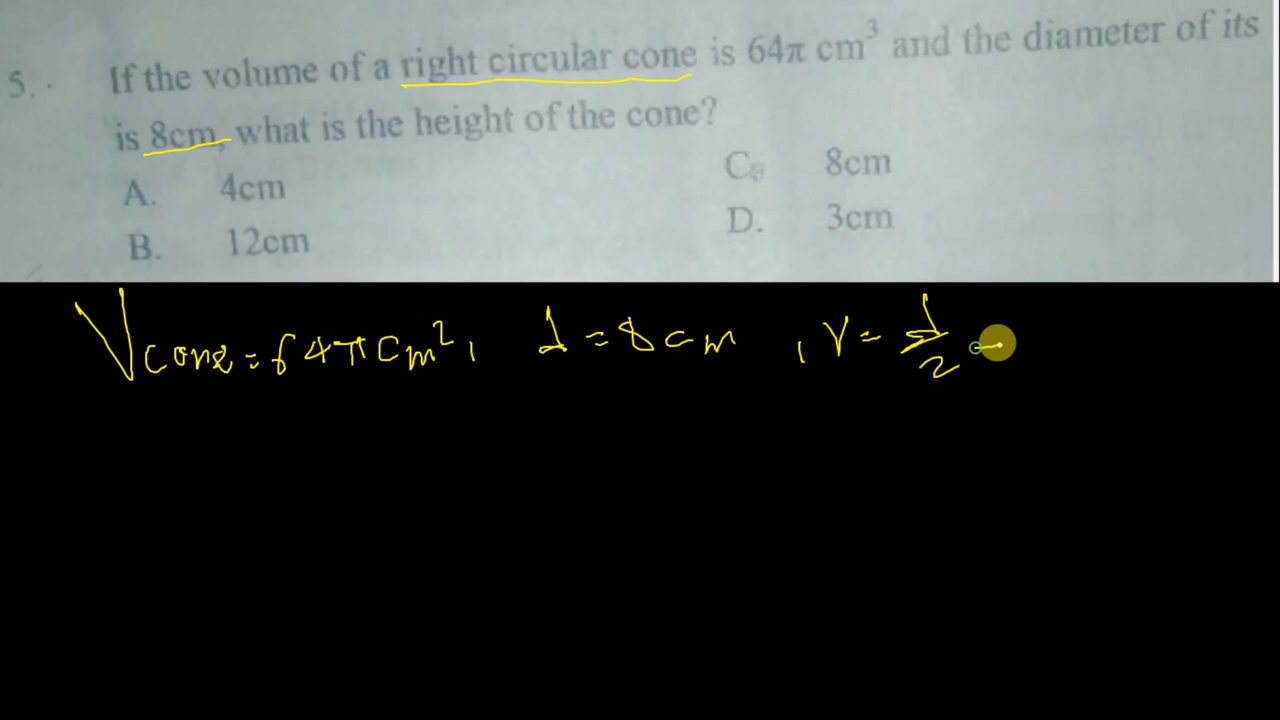 5. If the volume of a right circular cone is 64π cm³ and the diameter of its
is 8cm, what is the height of the cone?
A. 4cm C. 8cm
B. 12cm D. 3cm
Vcone = 64π cm², d = 8cm , r = d/2 =